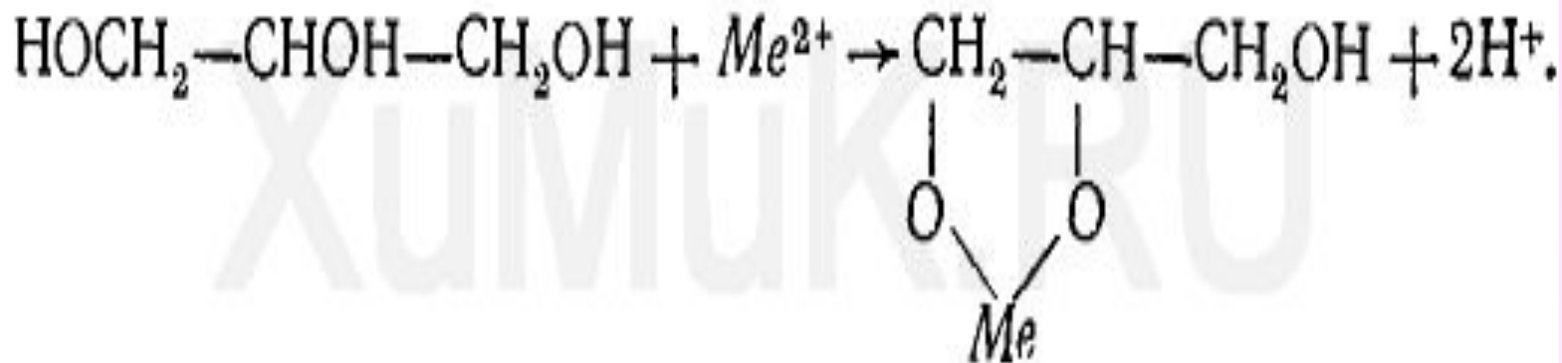 HOCH₂—CHOH—CH₂OH + Me²⁺ → CH₂—CH—CH₂OH + 2H⁺.
O O
Me
XuMuK.RU